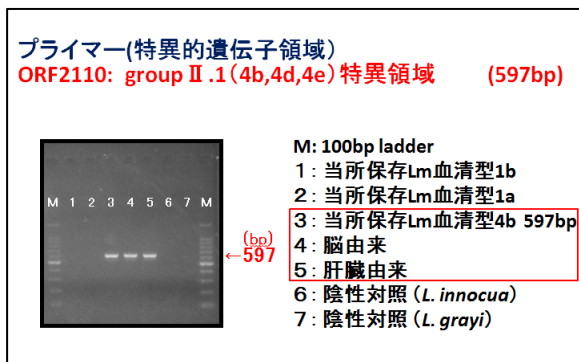 プライマー(特異的遺伝子領域)
ORF2110: group Ⅱ.1(4b,4d,4e)特異領域 (597bp)
M 1 2 3 4 5 6 7 M
(bp)
←597
M: 100bp ladder
1: 当所保存Lm血清型1b
2: 当所保存Lm血清型1a
3: 当所保存Lm血清型4b 597bp
4: 脳由来
5: 肝臓由来
6: 陰性対照(L. innocua)
7: 陰性対照(L. grayi)